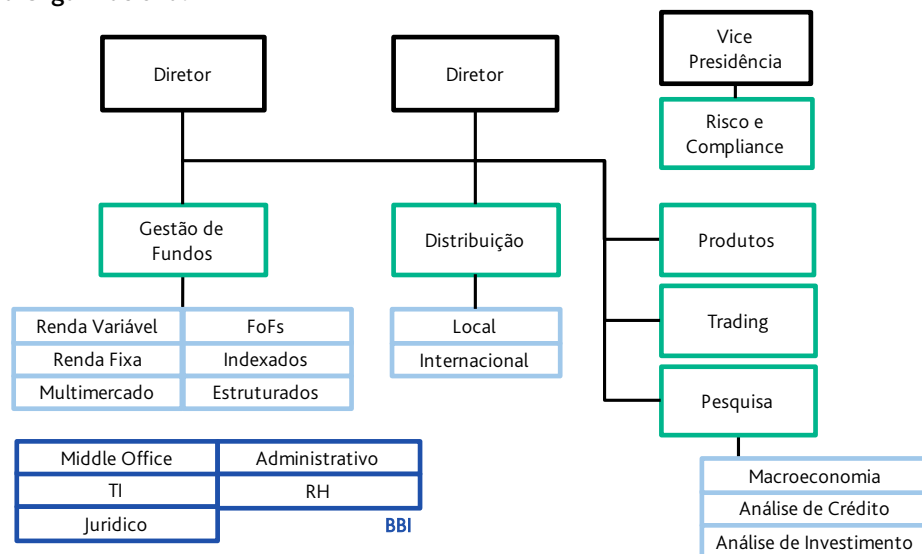 Diretor
Diretor
Vice
Presidência
Risco e
Compliance
Gestão de
Fundos
Distribuição
Produtos
Trading
Pesquisa
Renda Variável
FoFs
Renda Fixa
Indexados
Multimercado
Estruturados
Local
Internacional
Middle Office
Administrativo
TI
RH
Juridico
BBI
Macroeconomia
Análise de Crédito
Análise de Investimento